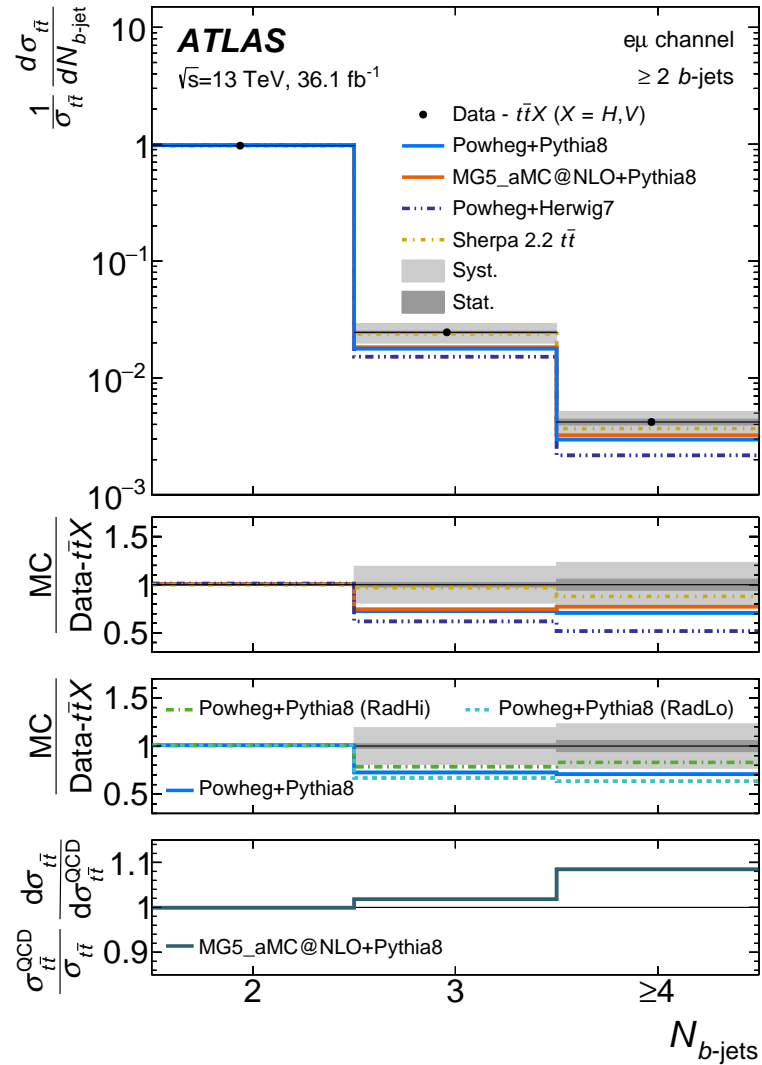 ATLAS
√s=13 TeV, 36.1 fb⁻¹
eμ channel
≥ 2 b-jets
Data - tt̄X (X = H,V)
Powheg+Pythia8
MG5_aMC@NLO+Pythia8
Powheg+Herwig7
Sherpa 2.2 tt̄
Syst.
Stat.
1/σ_tt̄ dσ_tt̄/dN_b-jet
10
1
10⁻¹
10⁻²
10⁻³
MC/Data-tt̄X
1.5
1
0.5
MC/Data-tt̄X
1.5
1
0.5
Powheg+Pythia8 (RadHi)
Powheg+Pythia8 (RadLo)
Powheg+Pythia8
σ_tt̄^QCD/σ_tt̄ dσ_tt̄/dσ_tt̄^QCD
1.1
1
0.9
MG5_aMC@NLO+Pythia8
2 3 ≥4
N_b-jets